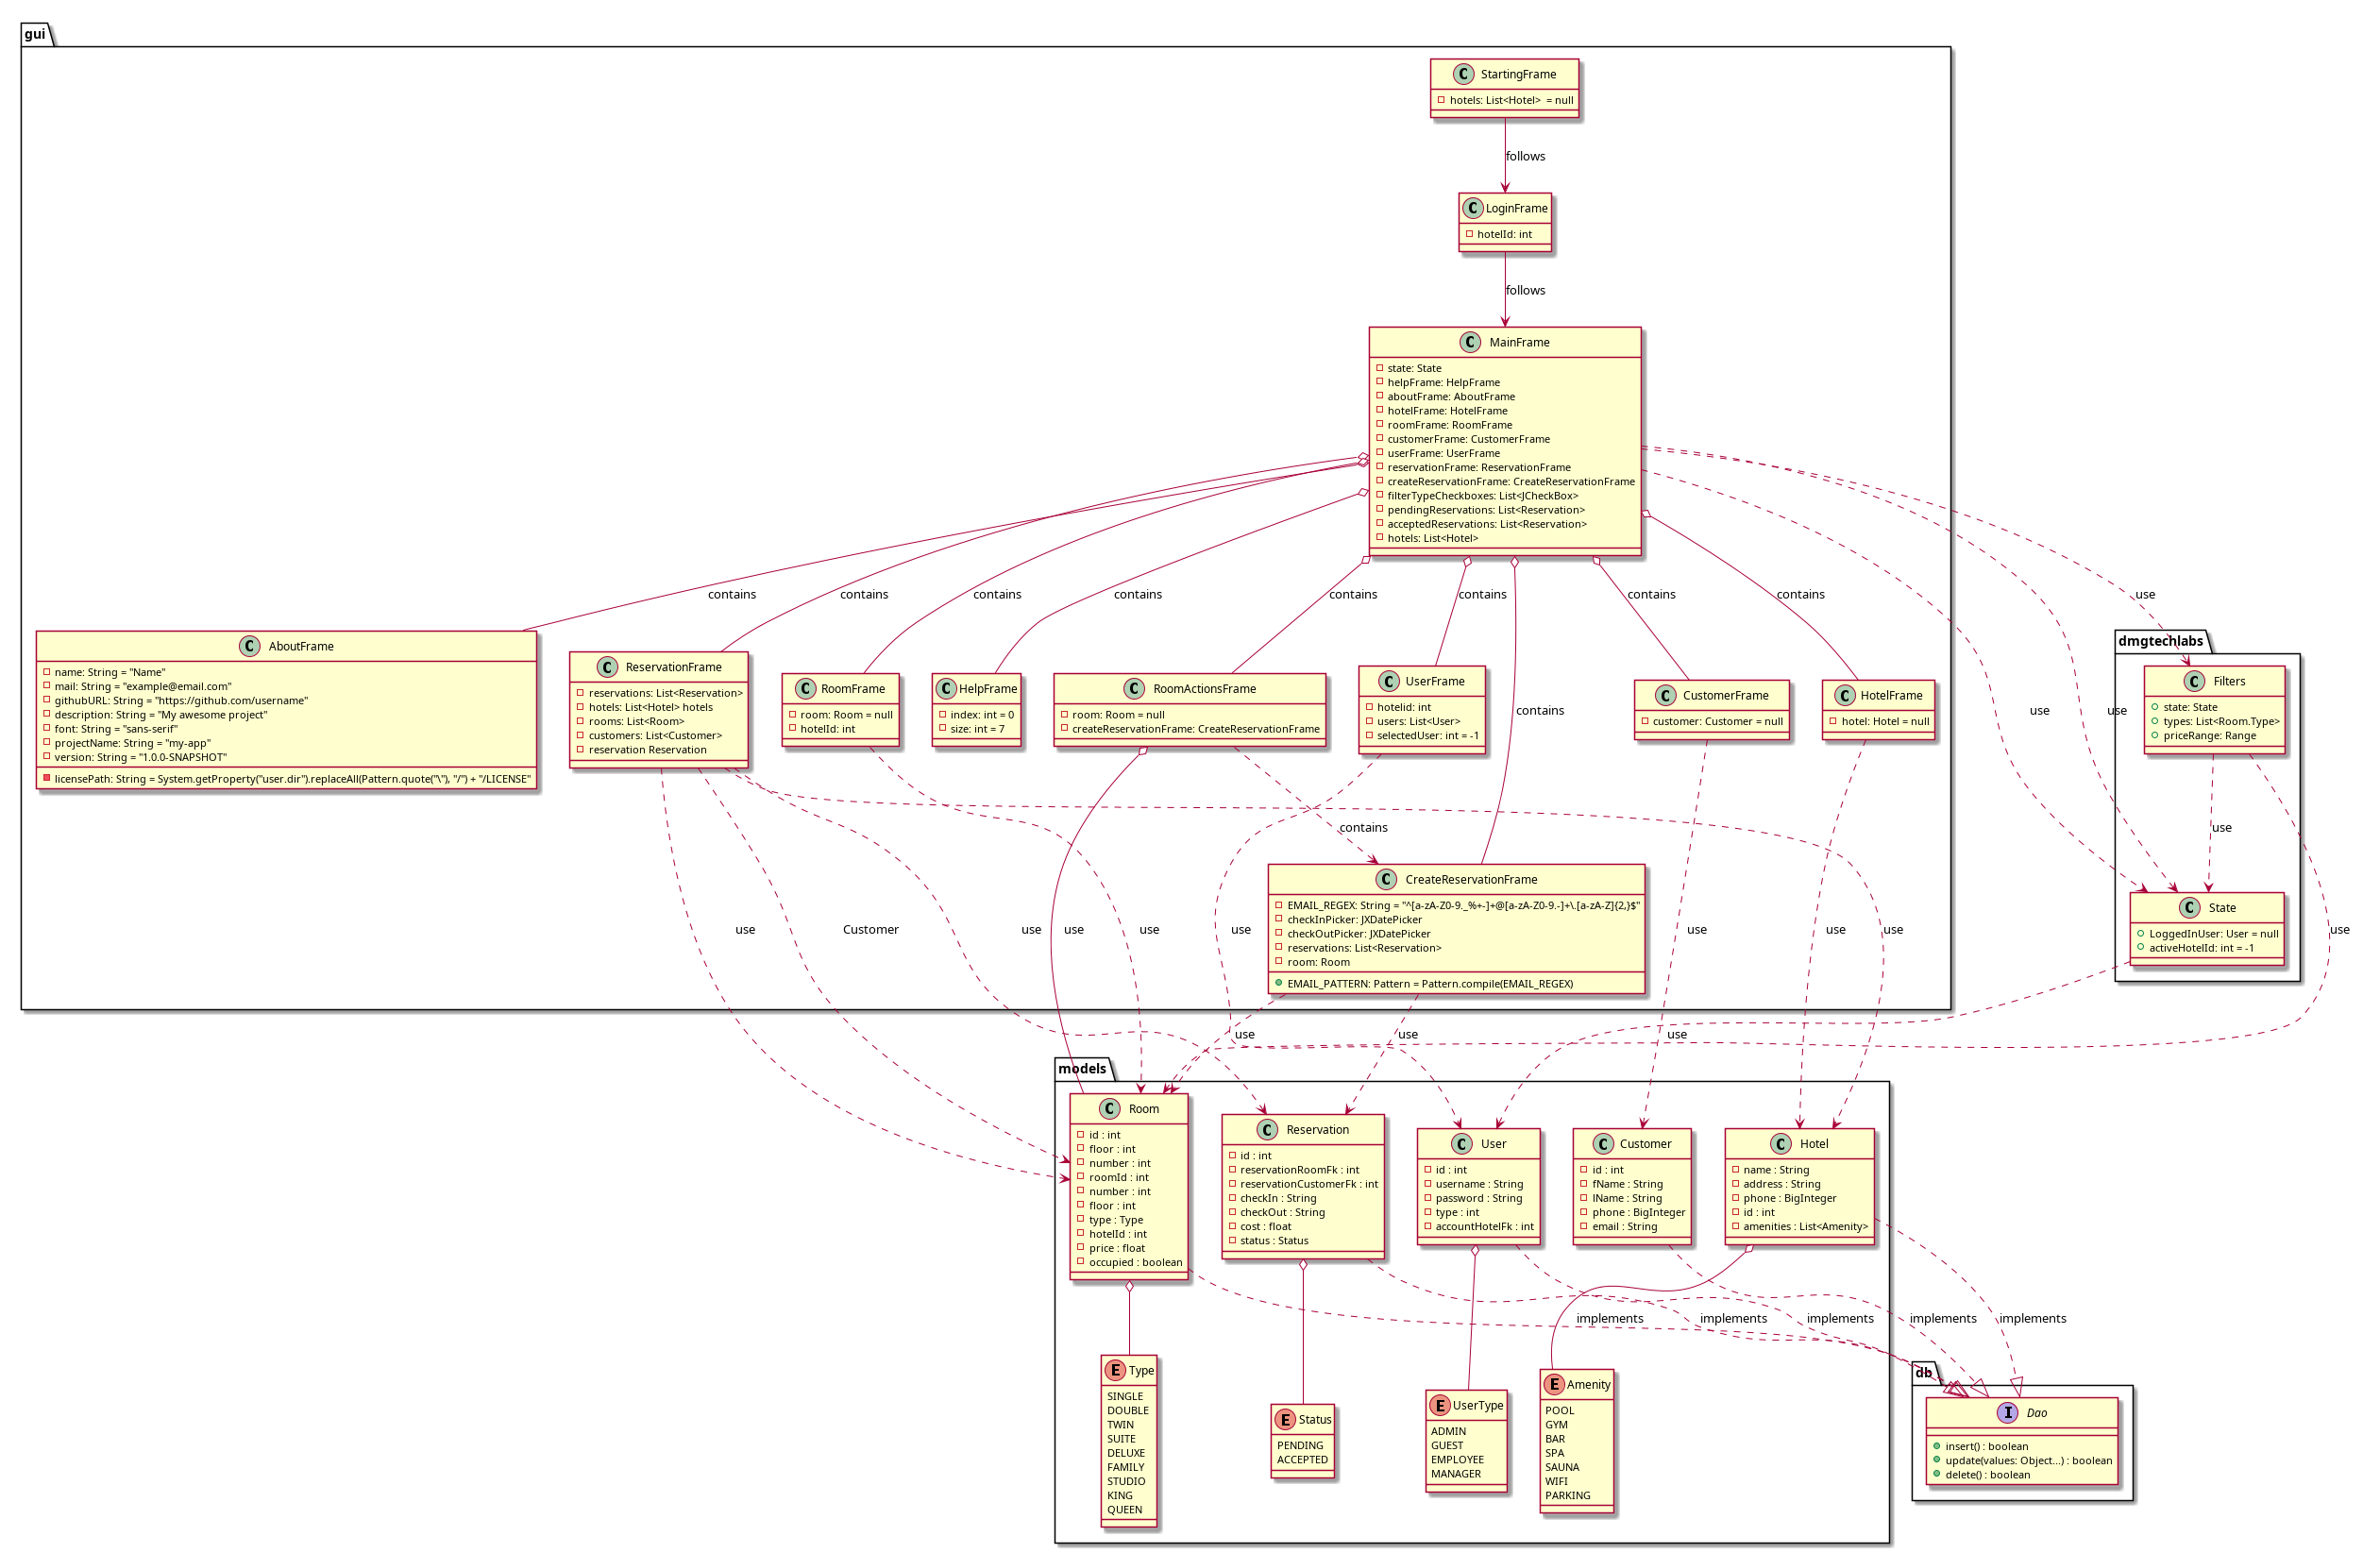 gui
StartingFrame
hotels: List<Hotel>  = null
follows
LoginFrame
hotelId: int
follows
MainFrame
state: State
helpFrame: HelpFrame
aboutFrame: AboutFrame
hotelFrame: HotelFrame
roomFrame: RoomFrame
customerFrame: CustomerFrame
userFrame: UserFrame
reservationFrame: ReservationFrame
createReservationFrame: CreateReservationFrame
filterTypeCheckboxes: List<JCheckBox>
pendingReservations: List<Reservation>
acceptedReservations: List<Reservation>
hotels: List<Hotel>
contains
contains
contains
contains
contains
contains
contains
contains
use
AboutFrame
name: String = "Name"
mail: String = "example@email.com"
githubURL: String = "https://github.com/username"
description: String = "My awesome project"
font: String = "sans-serif"
projectName: String = "my-app"
version: String = "1.0.0-SNAPSHOT"
licensePath: String = System.getProperty("user.dir").replaceAll(Pattern.quote("\"), "/") + "/LICENSE"
ReservationFrame
reservations: List<Reservation>
hotels: List<Hotel> hotels
rooms: List<Room>
customers: List<Customer>
reservation Reservation
RoomFrame
room: Room = null
hotelId: int
HelpFrame
index: int = 0
size: int = 7
RoomActionsFrame
room: Room = null
createReservationFrame: CreateReservationFrame
UserFrame
hotelid: int
users: List<User>
selectedUser: int = -1
contains
CustomerFrame
customer: Customer = null
HotelFrame
hotel: Hotel = null
use
use
dmgtechlabs
Filters
state: State
types: List<Room.Type>
priceRange: Range
contains
use
CreateReservationFrame
EMAIL_REGEX: String = "^[a-zA-Z0-9._%+-]+@[a-zA-Z0-9.-]+\.[a-zA-Z]{2,}$"
checkInPicker: JXDatePicker
checkOutPicker: JXDatePicker
reservations: List<Reservation>
room: Room
EMAIL_PATTERN: Pattern = Pattern.compile(EMAIL_REGEX)
State
LoggedInUser: User = null
activeHotelId: int = -1
use
Customer
use
use
use
use
use
use
use
use
use
use
use
models
Room
id : int
floor : int
number : int
roomId : int
number : int
floor : int
type : Type
hotelId : int
price : float
occupied : boolean
Reservation
id : int
reservationRoomFk : int
reservationCustomerFk : int
checkIn : String
checkOut : String
cost : float
status : Status
User
id : int
username : String
password : String
type : int
accountHotelFk : int
Customer
id : int
fName : String
lName : String
phone : BigInteger
email : String
Hotel
name : String
address : String
phone : BigInteger
id : int
amenities : List<Amenity>
implements
implements
implements
implements
implements
Type
SINGLE
DOUBLE
TWIN
SUITE
DELUXE
FAMILY
STUDIO
KING
QUEEN
Status
PENDING
ACCEPTED
UserType
ADMIN
GUEST
EMPLOYEE
MANAGER
Amenity
POOL
GYM
BAR
SPA
SAUNA
WIFI
PARKING
db
Dao
insert() : boolean
update(values: Object...) : boolean
delete() : boolean